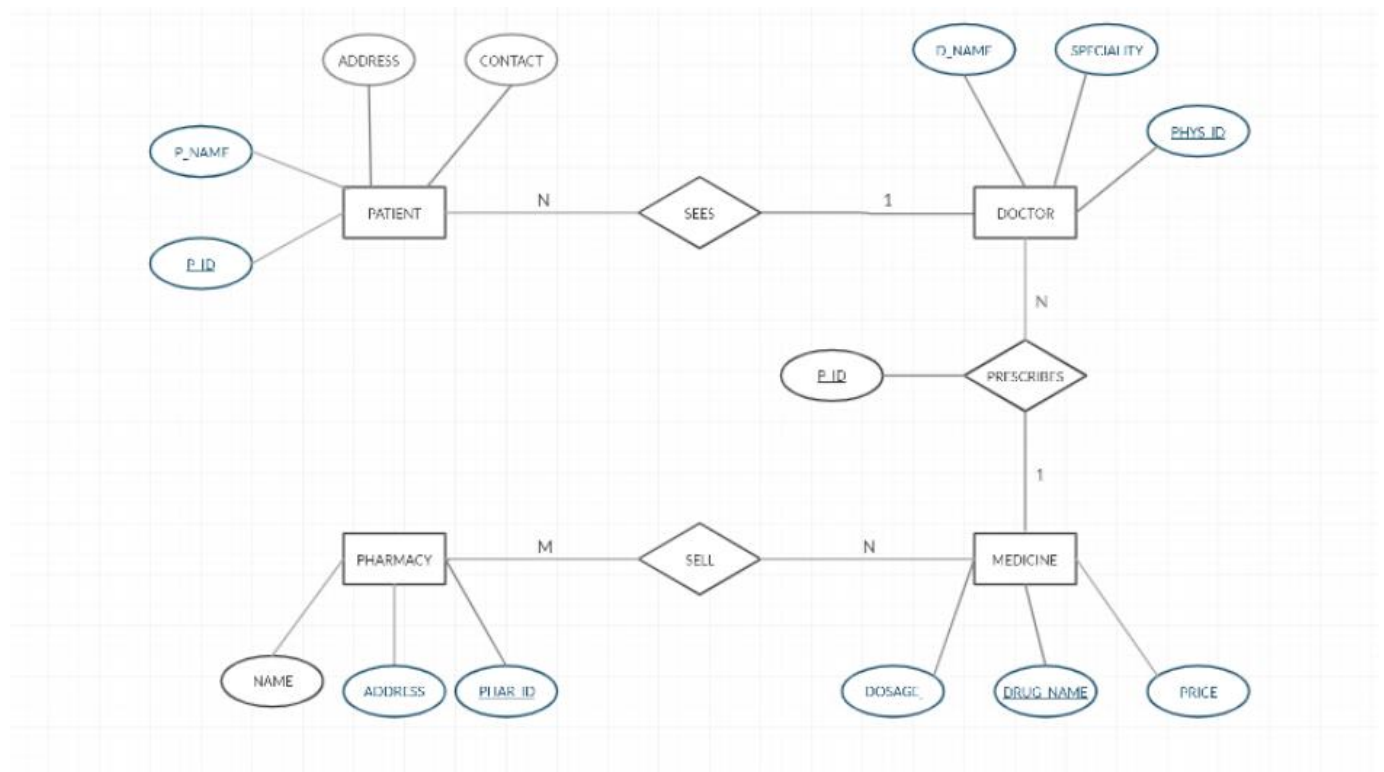 D_NAME
SPECIALITY
ADDRESS
CONTACT
PHYS_ID
P_NAME
N
1
PATIENT
SEES
DOCTOR
P_ID
N
P_ID
PRESCRIBES
1
M
N
PHARMACY
SELL
MEDICINE
NAME
ADDRESS
PHAR_ID
DOSAGE_
DRUG_NAME
PRICE